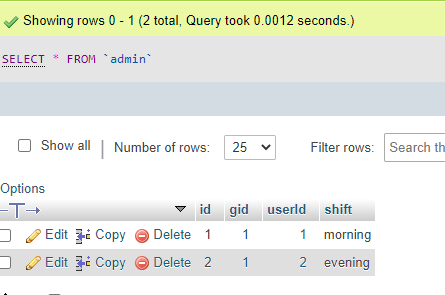 Showing rows 0 - 1 (2 total, Query took 0.0012 seconds.)
SELECT * FROM `admin`
Show all | Number of rows: 25 Filter rows: Search th
Options
id gid userId shift
Edit Copy Delete 1 1 1 morning
Edit Copy Delete 2 1 2 evening